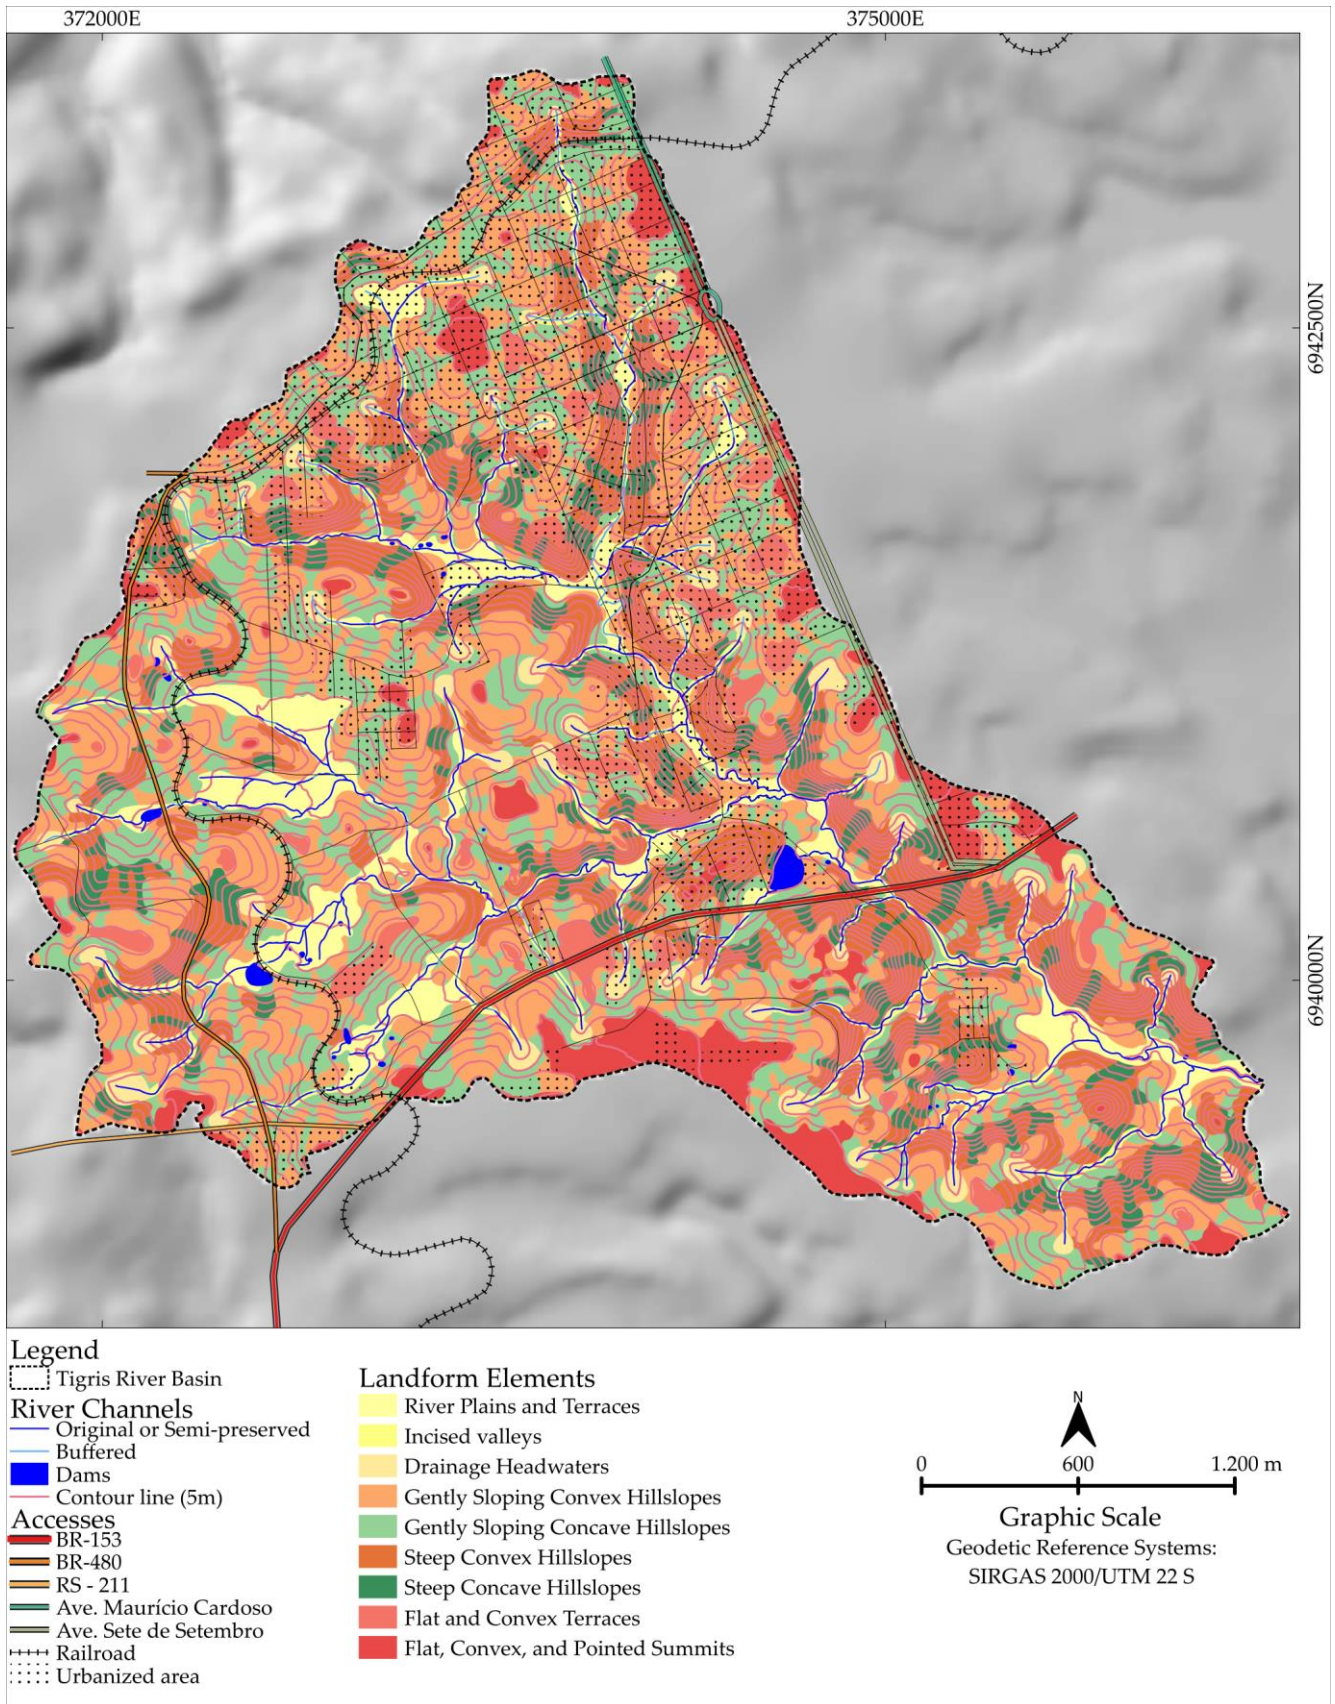 372000E
375000E
6942500N
694000N
Legend
Tigris River Basin
River Channels
Original or Semi-preserved
Buffered
Dams
Contour line (5m)
Accesses
BR-153
BR-480
RS - 211
Ave. Maurício Cardoso
Ave. Sete de Setembro
Railroad
Urbanized area
Landform Elements
River Plains and Terraces
Incised valleys
Drainage Headwaters
Gently Sloping Convex Hillslopes
Gently Sloping Concave Hillslopes
Steep Convex Hillslopes
Steep Concave Hillslopes
Flat and Convex Terraces
Flat, Convex, and Pointed Summits
N
0 600 1.200 m
Graphic Scale
Geodetic Reference Systems:
SIRGAS 2000/UTM 22 S